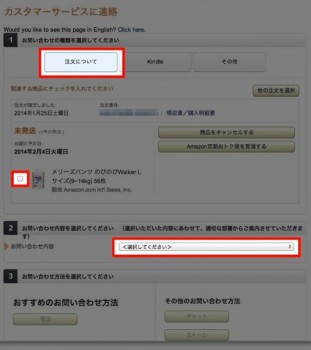 カスタマーサービスに連絡
Would you like to see this page in English? Click here.
1 お問い合わせの種類を選択してください
注文について
Kindle
その他
関連する商品にチェックを入れてください
他の注文を選択
注文が確定しました:
2014年1月25日土曜日
注文番号:
領収書／購入明細書
未発送
お届け予定日:
2014年2月4日火曜日
商品をキャンセルする
Amazon定期おトク便を管理する
メリーズパンツ のびのびWalker L
サイズ(9~14kg) 56枚
販売 Amazon.com Int'l Sales, Inc.
2 お問い合わせ内容を選択してください （選択いただいた内容にあわせて、適切な部署からご案内させていただきます）
お問い合わせ内容
<選択してください>
3 お問い合わせ方法を選択してください
おすすめのお問い合わせ方法
その他のお問い合わせ方法
電話
チャット
Eメール